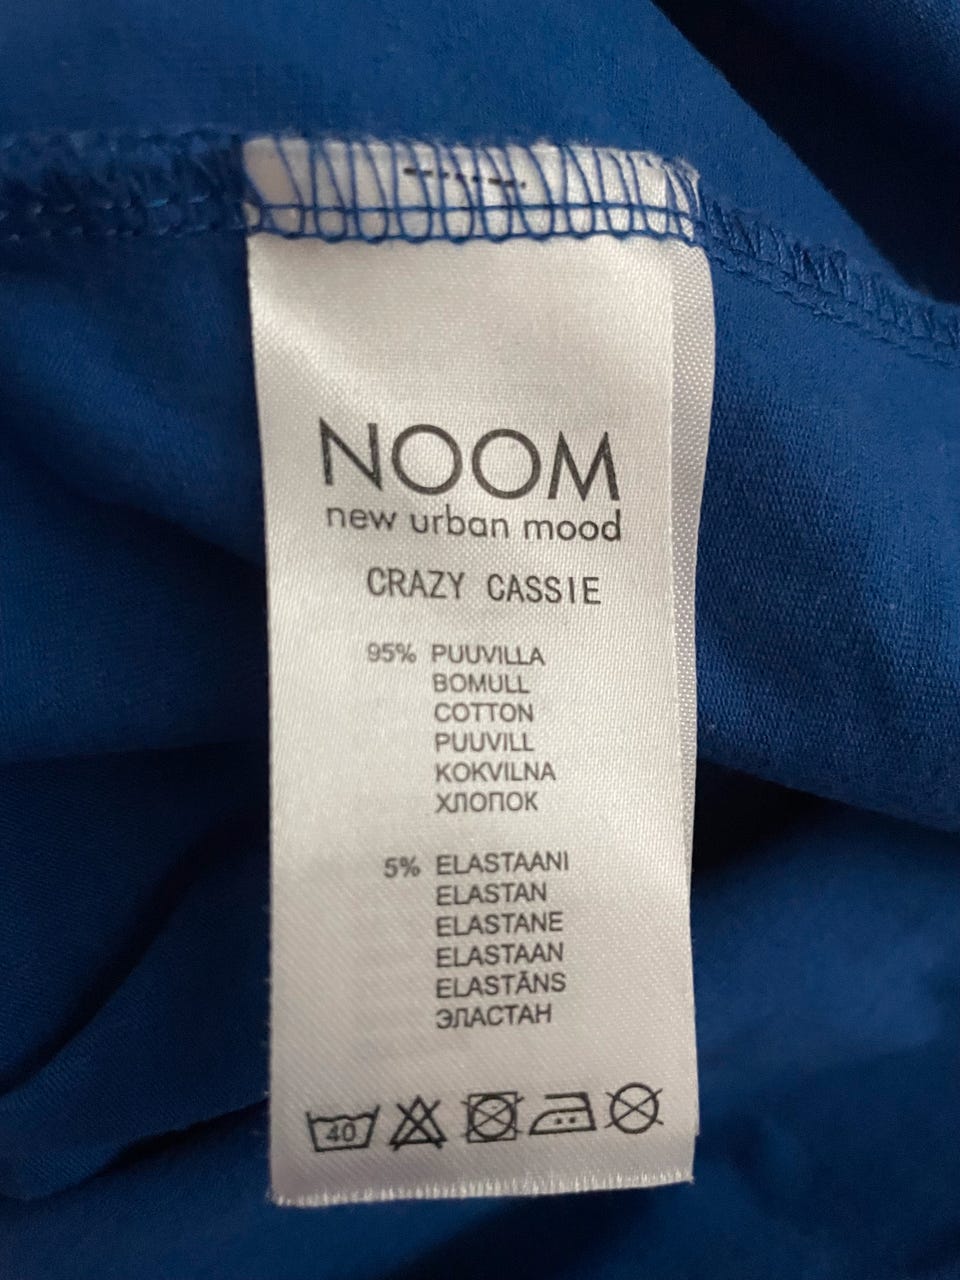 NOOM
new urban mood
CRAZY CASSIE
95% PUUVILLA
BOMULL
COTTON
PUUVILL
KOKVILNA
ХЛОПОК
5% ELASTAANI
ELASTAN
ELASTANE
ELASTAAN
ELASTĀNS
ЭЛАСТАН
40